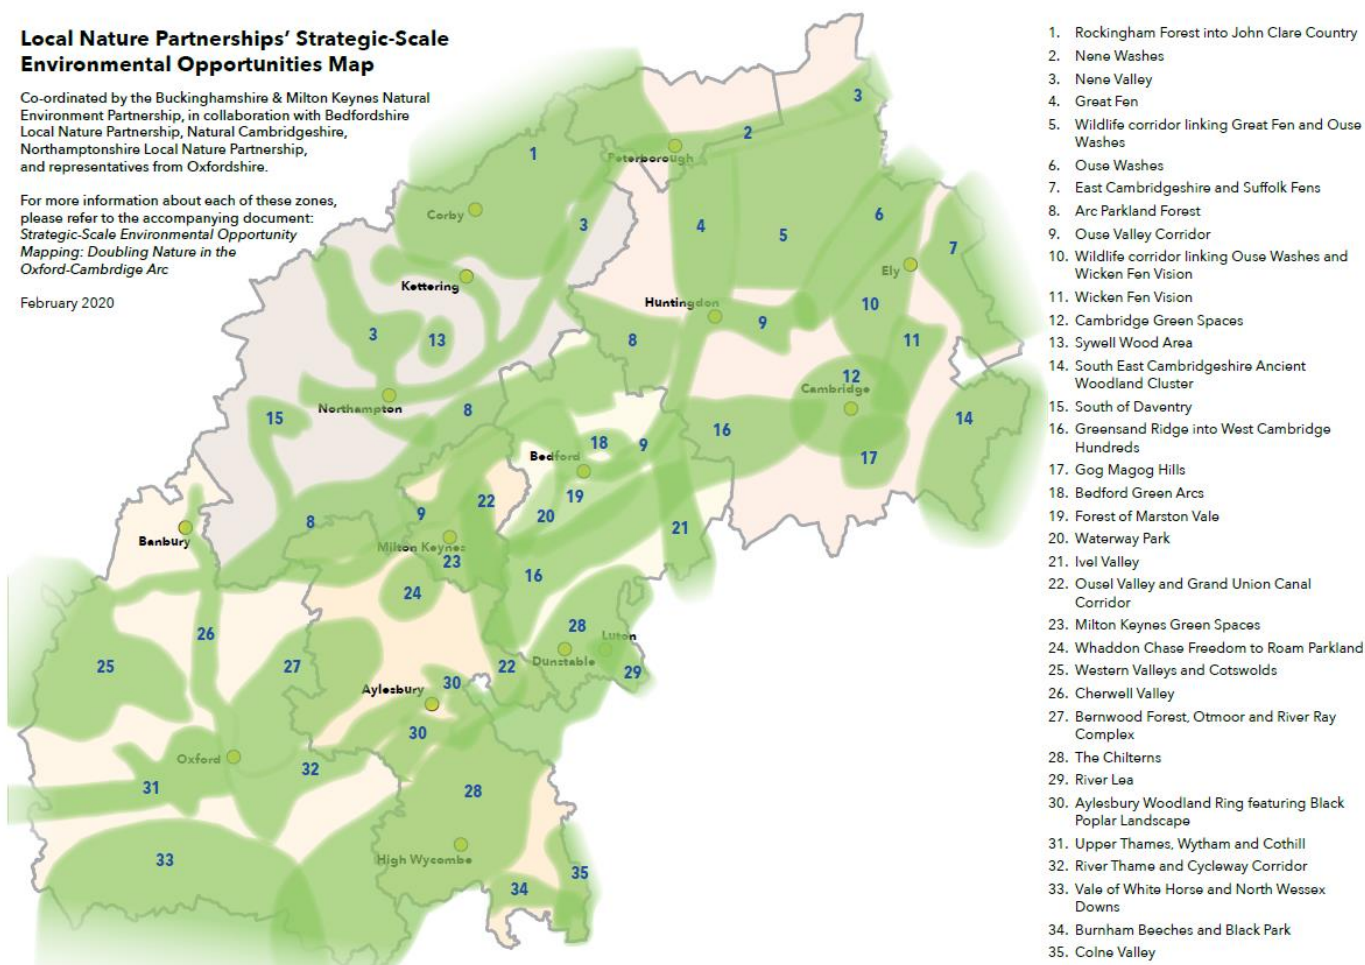 Local Nature Partnerships' Strategic-Scale
Environmental Opportunities Map
Co-ordinated by the Buckinghamshire & Milton Keynes Natural
Environment Partnership, in collaboration with Bedfordshire
Local Nature Partnership, Natural Cambridgeshire,
Northamptonshire Local Nature Partnership,
and representatives from Oxfordshire.
For more information about each of these zones,
please refer to the accompanying document:
Strategic-Scale Environmental Opportunity
Mapping: Doubling Nature in the
Oxford-Cambrdige Arc
February 2020
3
2
1
Peterborough
Corby
3
4
5
6
7
Ely
Kettering
Huntingdon
10
9
3
13
8
11
12
Cambridge
Northampton
8
15
16
14
18
9
Bedford
17
19
22
20
9
8
21
Banbury
Milton Keynes
23
16
24
28
26
Luton
25
27
Dunstable
22
29
30
Aylesbury
30
Oxford
32
31
28
33
High Wycombe
35
34
1. Rockingham Forest into John Clare Country
2. Nene Washes
3. Nene Valley
4. Great Fen
5. Wildlife corridor linking Great Fen and Ouse
Washes
6. Ouse Washes
7. East Cambridgeshire and Suffolk Fens
8. Arc Parkland Forest
9. Ouse Valley Corridor
10. Wildlife corridor linking Ouse Washes and
Wicken Fen Vision
11. Wicken Fen Vision
12. Cambridge Green Spaces
13. Sywell Wood Area
14. South East Cambridgeshire Ancient
Woodland Cluster
15. South of Daventry
16. Greensand Ridge into West Cambridge
Hundreds
17. Gog Magog Hills
18. Bedford Green Arcs
19. Forest of Marston Vale
20. Waterway Park
21. Ivel Valley
22. Ousel Valley and Grand Union Canal
Corridor
23. Milton Keynes Green Spaces
24. Whaddon Chase Freedom to Roam Parkland
25. Western Valleys and Cotswolds
26. Cherwell Valley
27. Bernwood Forest, Otmoor and River Ray
Complex
28. The Chilterns
29. River Lea
30. Aylesbury Woodland Ring featuring Black
Poplar Landscape
31. Upper Thames, Wytham and Cothill
32. River Thame and Cycleway Corridor
33. Vale of White Horse and North Wessex
Downs
34. Burnham Beeches and Black Park
35. Colne Valley